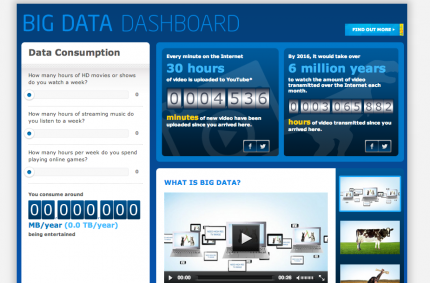 BIG DATA DASHBOARD
FIND OUT MORE
Data Consumption
How many hours of HD movies or shows
do you watch a week?
0
How many hours of streaming music do
you listen to a week?
0
How many hours per week do you spend
playing online games?
0
You consume around
00000000
MB/year (0.0 TB/year)
being entertained
Every minute on the Internet
30 hours
of video is uploaded to YouTube*
0004536
minutes of new video have been
uploaded since you arrived here.
By 2016, it would take over
6 million years
to watch the amount of video
transmitted over the Internet each
month.
0003065882
hours of video transmitted since you
arrived here.
WHAT IS BIG DATA?
00:00
00:26